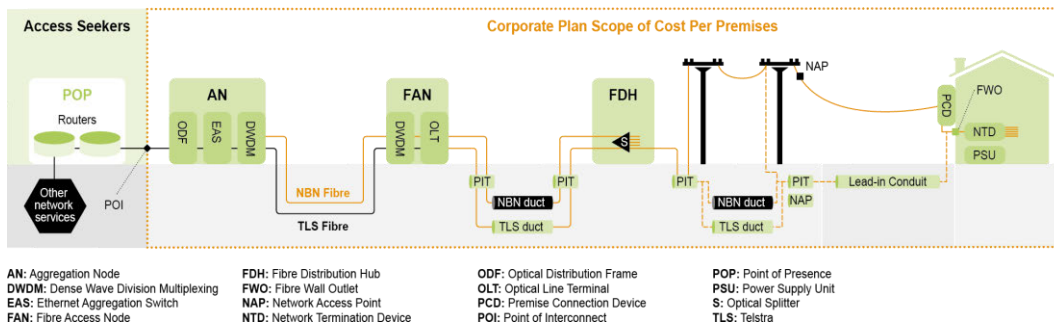 Access Seekers
Corporate Plan Scope of Cost Per Premises
POP
Routers
Other
network
services
POI
AN
ODF
EAS
DWDM
NBN Fibre
TLS Fibre
FAN
DWDM
OLT
PIT
NBN duct
TLS duct
PIT
FDH
S
PIT
NBN duct
TLS duct
PIT
NAP
NAP
Lead-in Conduit
PCD
FWO
NTD
PSU
AN: Aggregation Node
DWDM: Dense Wave Division Multiplexing
EAS: Ethernet Aggregation Switch
FAN: Fibre Access Node
FDH: Fibre Distribution Hub
FWO: Fibre Wall Outlet
NAP: Network Access Point
NTD: Network Termination Device
ODF: Optical Distribution Frame
OLT: Optical Line Terminal
PCD: Premise Connection Device
POI: Point of Interconnect
POP: Point of Presence
PSU: Power Supply Unit
S: Optical Splitter
TLS: Telstra